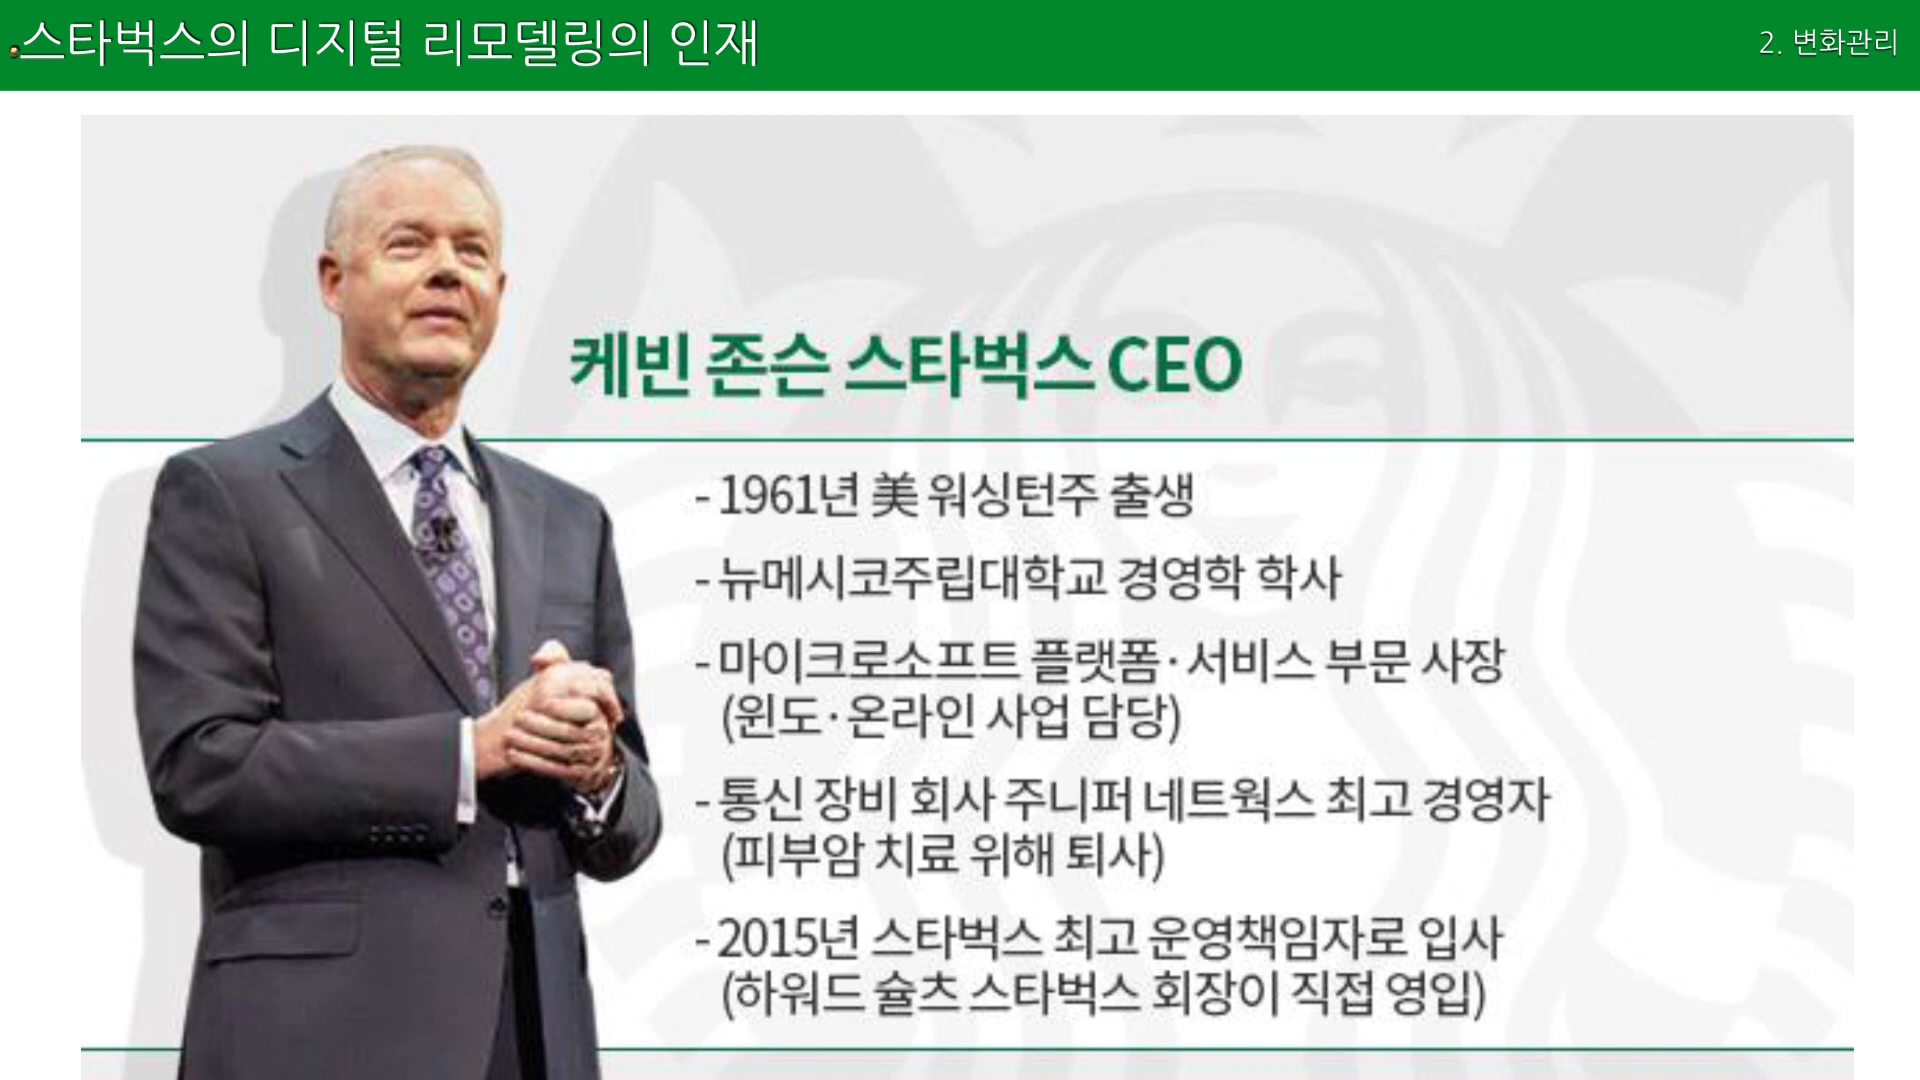 스타벅스의 디지털 리모델링의 인재
2. 변화관리
케빈 존슨 스타벅스 CEO
- 1961년 美 워싱턴주 출생
- 뉴메시코주립대학교 경영학 학사
- 마이크로소프트 플랫폼·서비스 부문 사장
(윈도·온라인 사업 담당)
- 통신 장비 회사 주니퍼 네트웍스 최고 경영자
(피부암 치료 위해 퇴사)
- 2015년 스타벅스 최고 운영책임자로 입사
(하워드 슐츠 스타벅스 회장이 직접 영입)